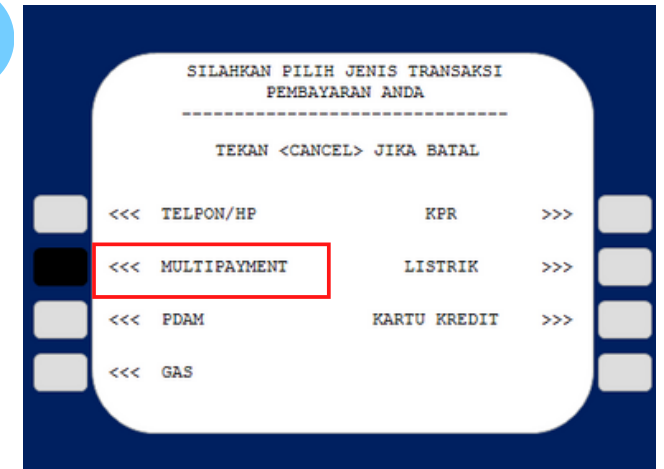 SILAHKAN PILIH JENIS TRANSAKSI
PEMBAYARAN ANDA
--------------------------------
TEKAN <CANCEL> JIKA BATAL
<<< TELPON/HP KPR >>>
<<< MULTIPAYMENT LISTRIK >>>
<<< PDAM KARTU KREDIT >>>
<<< GAS